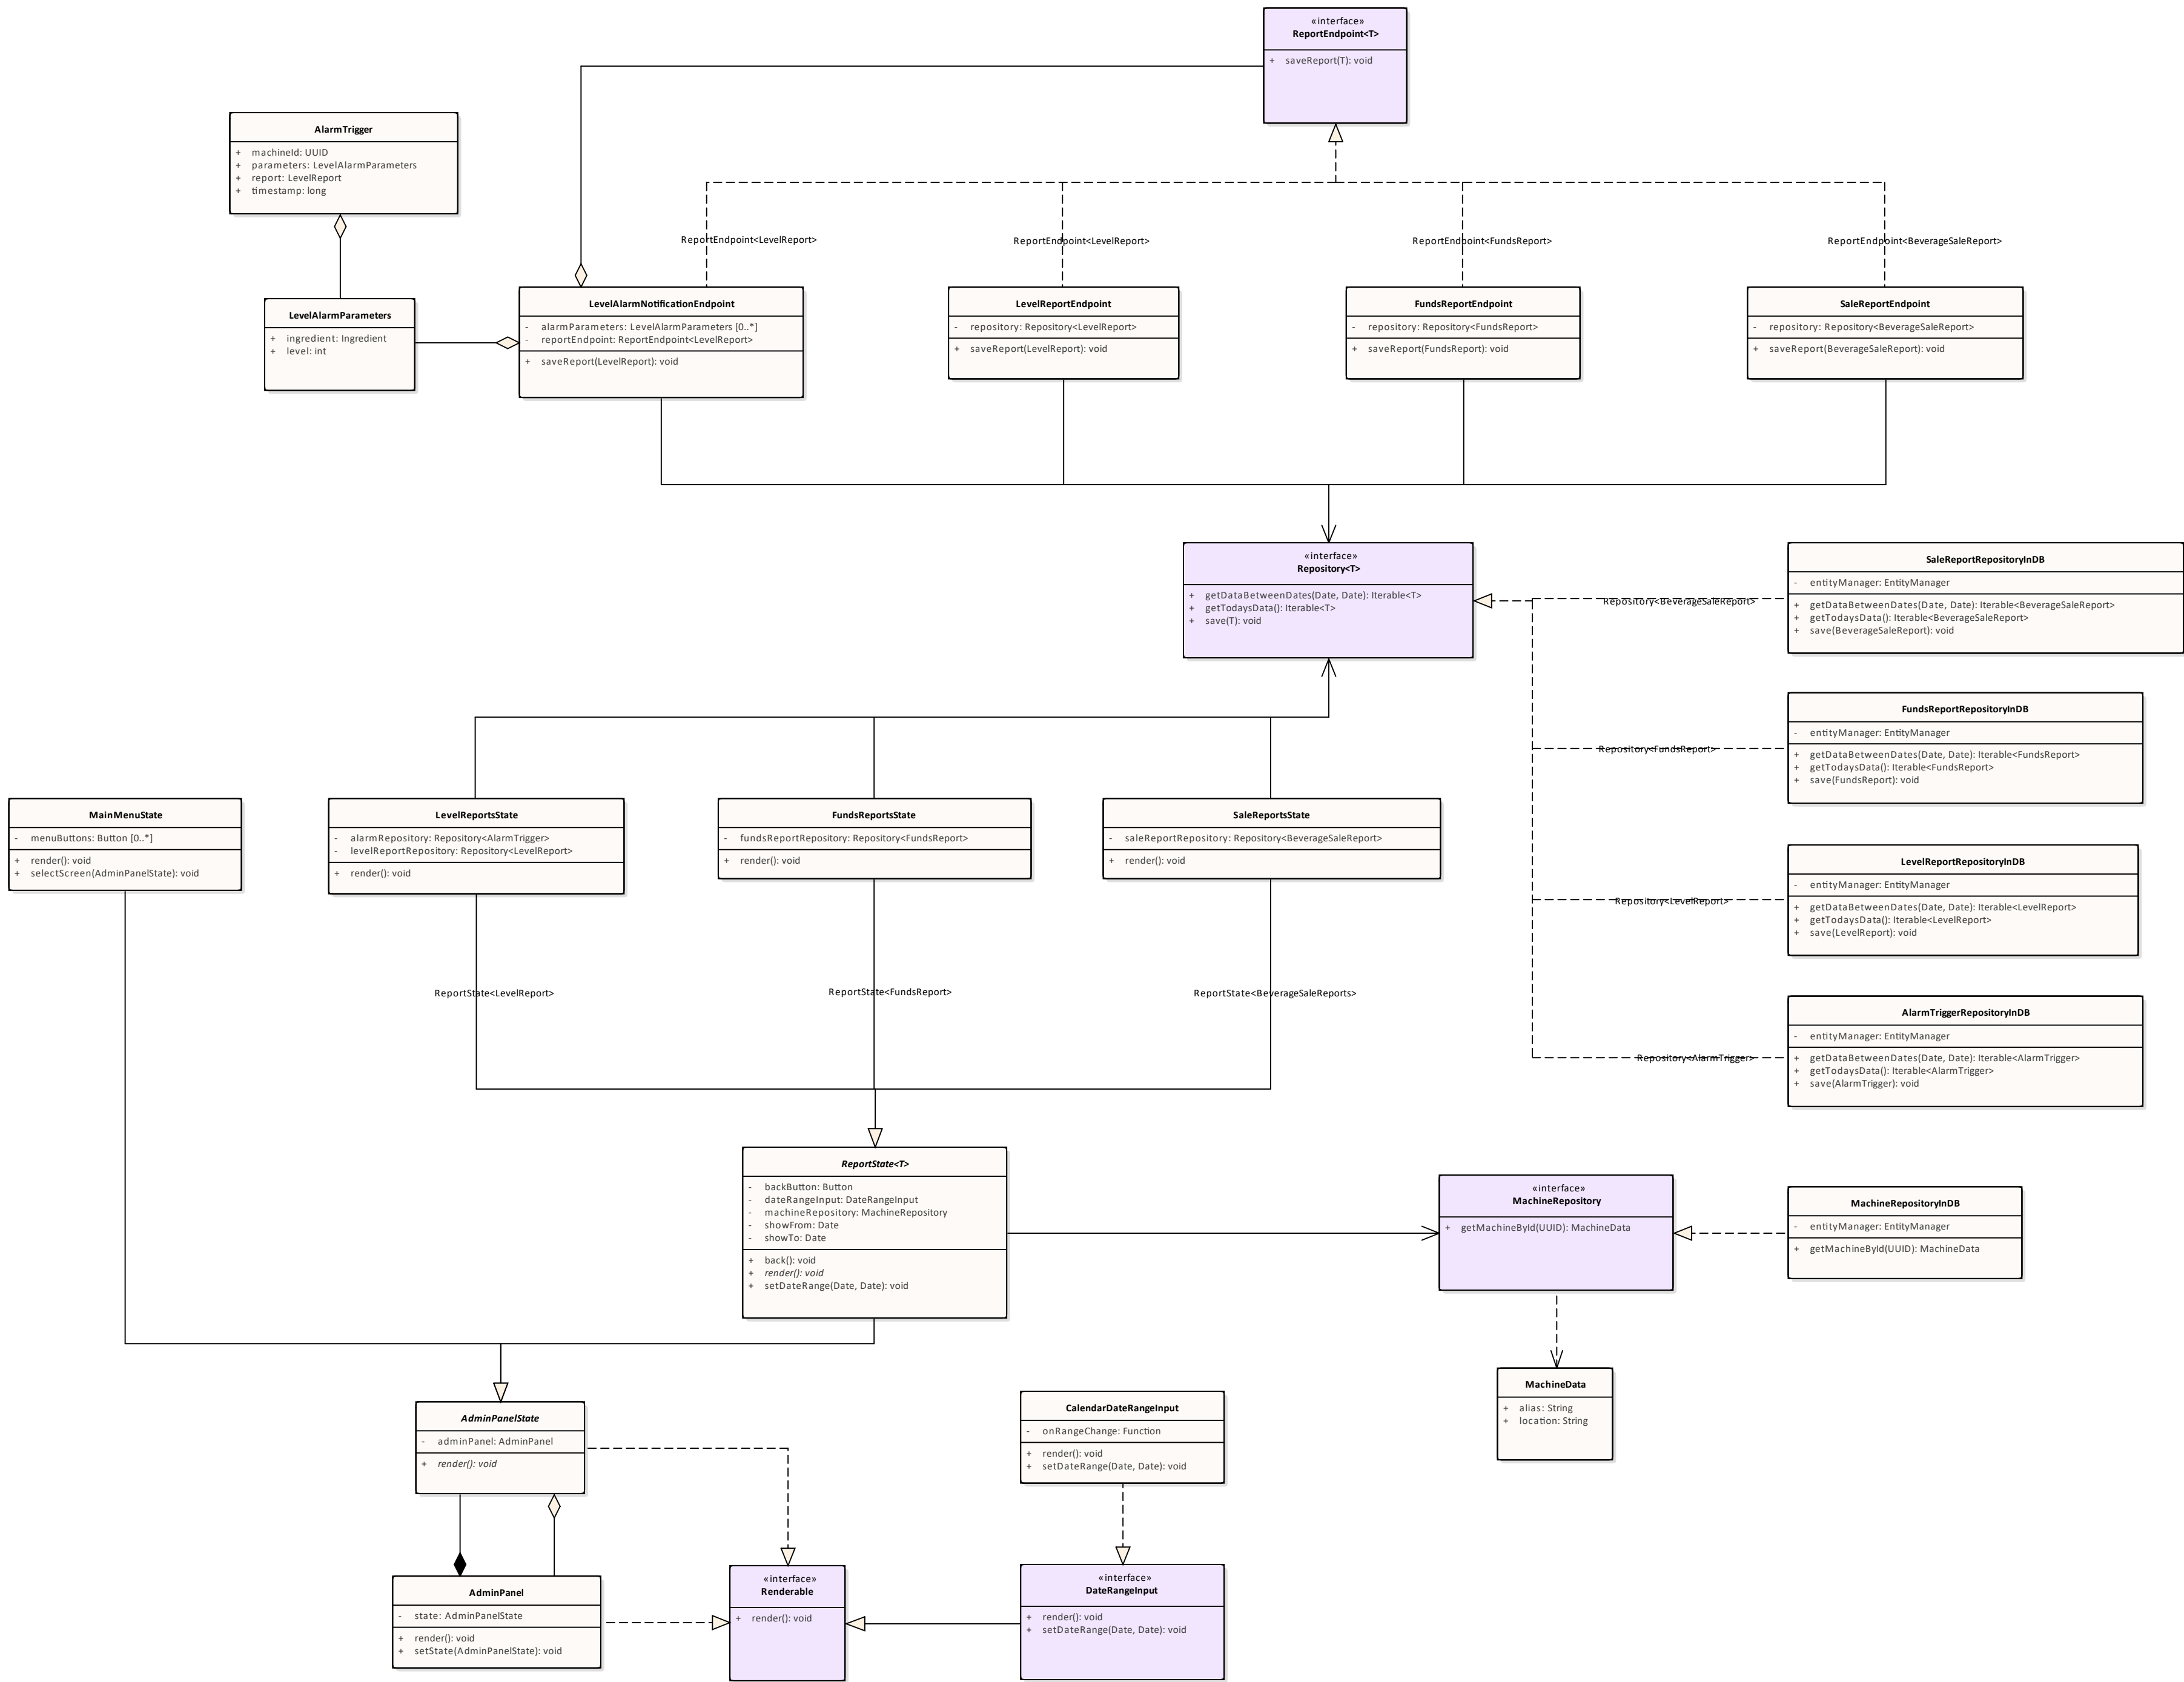 «interface»
ReportEndpoint<T>
+ saveReport(T): void
AlarmTrigger
+ machineId: UUID
+ parameters: LevelAlarmParameters
+ report: LevelReport
+ timestamp: long
ReportEndpoint<LevelReport>
ReportEndpoint<LevelReport>
ReportEndpoint<FundsReport>
ReportEndpoint<BeverageSaleReport>
LevelAlarmParameters
+ ingredient: Ingredient
+ level: int
LevelAlarmNotificationEndpoint
- alarmParameters: LevelAlarmParameters [0..*]
- reportEndpoint: ReportEndpoint<LevelReport>
+ saveReport(LevelReport): void
LevelReportEndpoint
- repository: Repository<LevelReport>
+ saveReport(LevelReport): void
FundsReportEndpoint
- repository: Repository<FundsReport>
+ saveReport(FundsReport): void
SaleReportEndpoint
- repository: Repository<BeverageSaleReport>
+ saveReport(BeverageSaleReport): void
«interface»
Repository<T>
+ getDataBetweenDates(Date, Date): Iterable<T>
+ getTodaysData(): Iterable<T>
+ save(T): void
Repository<BeverageSaleReport>
SaleReportRepositoryInDB
- entityManager: EntityManager
+ getDataBetweenDates(Date, Date): Iterable<BeverageSaleReport>
+ getTodaysData(): Iterable<BeverageSaleReport>
+ save(BeverageSaleReport): void
Repository<FundsReport>
FundsReportRepositoryInDB
- entityManager: EntityManager
+ getDataBetweenDates(Date, Date): Iterable<FundsReport>
+ getTodaysData(): Iterable<FundsReport>
+ save(FundsReport): void
MainMenuState
- menuButtons: Button [0..*]
+ render(): void
+ selectScreen(AdminPanelState): void
LevelReportsState
- alarmRepository: Repository<AlarmTrigger>
- levelReportRepository: Repository<LevelReport>
+ render(): void
FundsReportsState
- fundsReportRepository: Repository<FundsReport>
+ render(): void
SaleReportsState
- saleReportRepository: Repository<BeverageSaleReport>
+ render(): void
Repository<LevelReport>
LevelReportRepositoryInDB
- entityManager: EntityManager
+ getDataBetweenDates(Date, Date): Iterable<LevelReport>
+ getTodaysData(): Iterable<LevelReport>
+ save(LevelReport): void
ReportState<LevelReport>
ReportState<FundsReport>
ReportState<BeverageSaleReports>
Repository<AlarmTrigger>
AlarmTriggerRepositoryInDB
- entityManager: EntityManager
+ getDataBetweenDates(Date, Date): Iterable<AlarmTrigger>
+ getTodaysData(): Iterable<AlarmTrigger>
+ save(AlarmTrigger): void
ReportState<T>
- backButton: Button
- dateRangeInput: DateRangeInput
- machineRepository: MachineRepository
- showFrom: Date
- showTo: Date
+ back(): void
+ render(): void
+ setDateRange(Date, Date): void
«interface»
MachineRepository
+ getMachineById(UUID): MachineData
MachineRepositoryInDB
- entityManager: EntityManager
+ getMachineById(UUID): MachineData
MachineData
+ alias: String
+ location: String
AdminPanelState
- adminPanel: AdminPanel
+ render(): void
CalendarDateRangeInput
- onRangeChange: Function
+ render(): void
+ setDateRange(Date, Date): void
AdminPanel
- state: AdminPanelState
+ render(): void
+ setState(AdminPanelState): void
«interface»
Renderable
+ render(): void
«interface»
DateRangeInput
+ render(): void
+ setDateRange(Date, Date): void